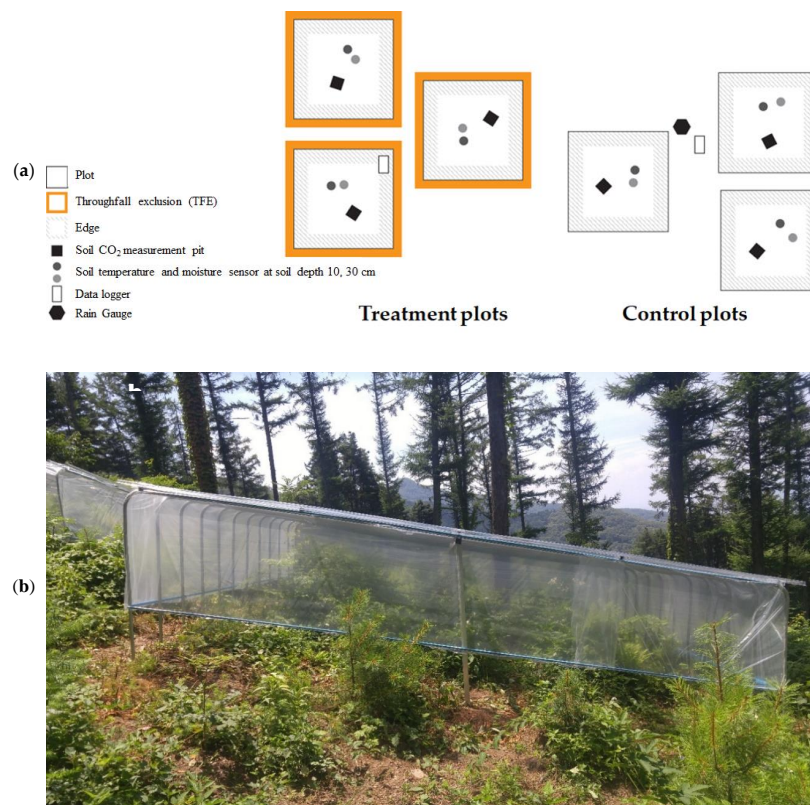 (a)
Plot
Throughfall exclusion (TFE)
Edge
Soil CO2 measurement pit
Soil temperature and moisture sensor at soil depth 10, 30 cm
Data logger
Rain Gauge
Treatment plots
Control plots
(b)